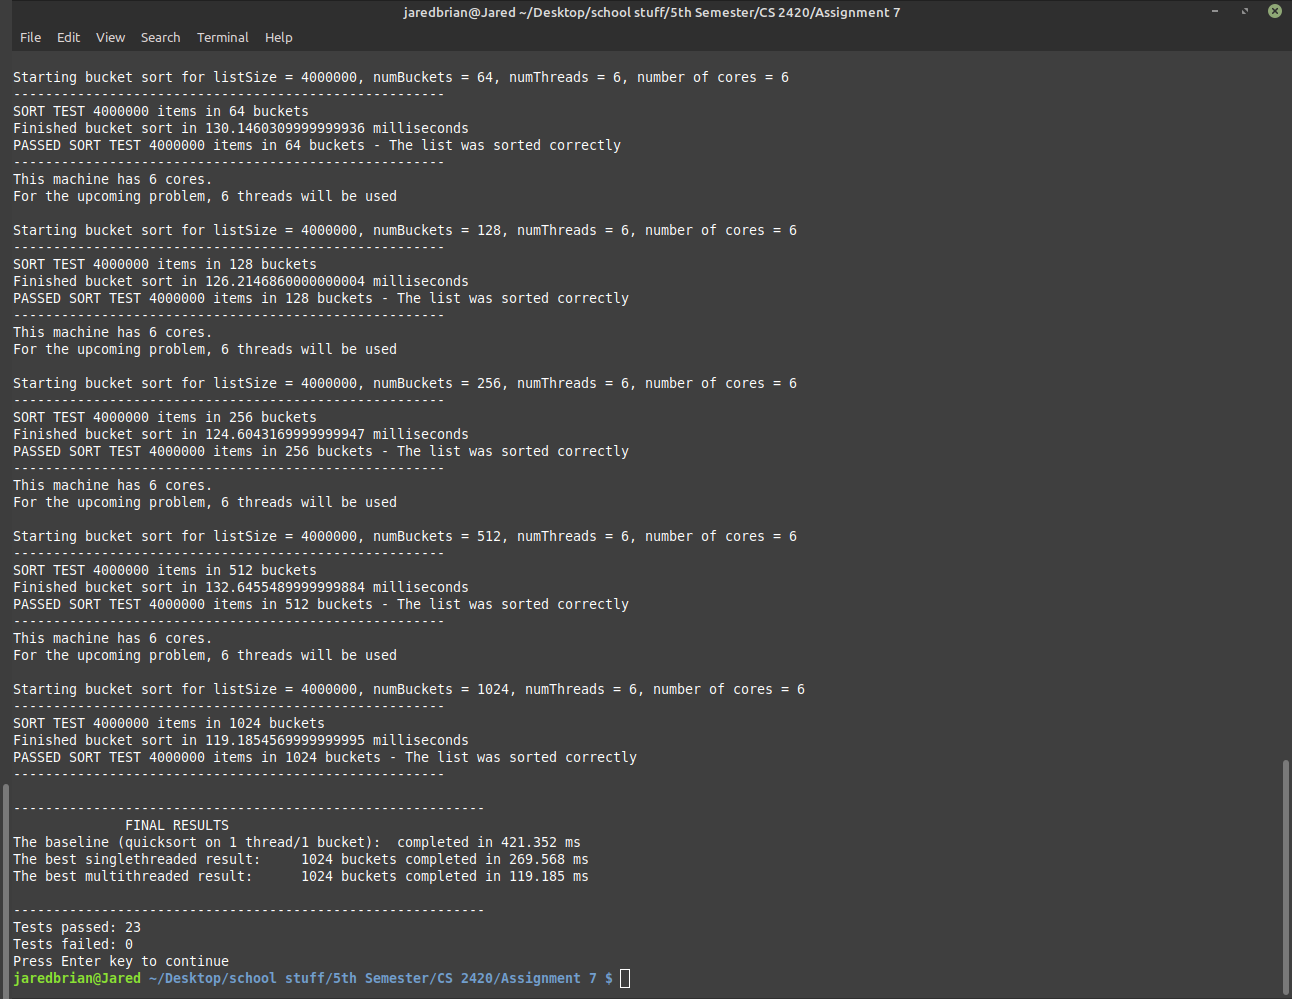 jaredbrian@Jared ~/Desktop/school stuff/5th Semester/CS 2420/Assignment 7
File Edit View Search Terminal Help
Starting bucket sort for listSize = 4000000, numBuckets = 64, numThreads = 6, number of cores = 6
------------------------------------------------------
SORT TEST 4000000 items in 64 buckets
Finished bucket sort in 130.1460309999999936 milliseconds
PASSED SORT TEST 4000000 items in 64 buckets - The list was sorted correctly
------------------------------------------------------
This machine has 6 cores.
For the upcoming problem, 6 threads will be used
Starting bucket sort for listSize = 4000000, numBuckets = 128, numThreads = 6, number of cores = 6
------------------------------------------------------
SORT TEST 4000000 items in 128 buckets
Finished bucket sort in 126.2146860000000004 milliseconds
PASSED SORT TEST 4000000 items in 128 buckets - The list was sorted correctly
------------------------------------------------------
This machine has 6 cores.
For the upcoming problem, 6 threads will be used
Starting bucket sort for listSize = 4000000, numBuckets = 256, numThreads = 6, number of cores = 6
------------------------------------------------------
SORT TEST 4000000 items in 256 buckets
Finished bucket sort in 124.6043169999999947 milliseconds
PASSED SORT TEST 4000000 items in 256 buckets - The list was sorted correctly
------------------------------------------------------
This machine has 6 cores.
For the upcoming problem, 6 threads will be used
Starting bucket sort for listSize = 4000000, numBuckets = 512, numThreads = 6, number of cores = 6
------------------------------------------------------
SORT TEST 4000000 items in 512 buckets
Finished bucket sort in 132.6455489999999884 milliseconds
PASSED SORT TEST 4000000 items in 512 buckets - The list was sorted correctly
------------------------------------------------------
This machine has 6 cores.
For the upcoming problem, 6 threads will be used
Starting bucket sort for listSize = 4000000, numBuckets = 1024, numThreads = 6, number of cores = 6
------------------------------------------------------
SORT TEST 4000000 items in 1024 buckets
Finished bucket sort in 119.1854569999999995 milliseconds
PASSED SORT TEST 4000000 items in 1024 buckets - The list was sorted correctly
------------------------------------------------------
-----------------------------------------------------------
FINAL RESULTS
The baseline (quicksort on 1 thread/1 bucket):  completed in 421.352 ms
The best singlethreaded result:     1024 buckets completed in 269.568 ms
The best multithreaded result:      1024 buckets completed in 119.185 ms
-----------------------------------------------------------
Tests passed: 23
Tests failed: 0
Press Enter key to continue
jaredbrian@Jared ~/Desktop/school stuff/5th Semester/CS 2420/Assignment 7 $